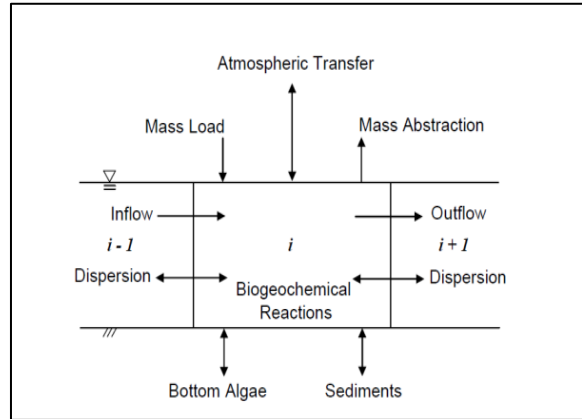 Atmospheric Transfer
Mass Load
Mass Abstraction
Inflow
Outflow
i - 1
i
i + 1
Dispersion
Dispersion
Biogeochemical
Reactions
Bottom Algae
Sediments